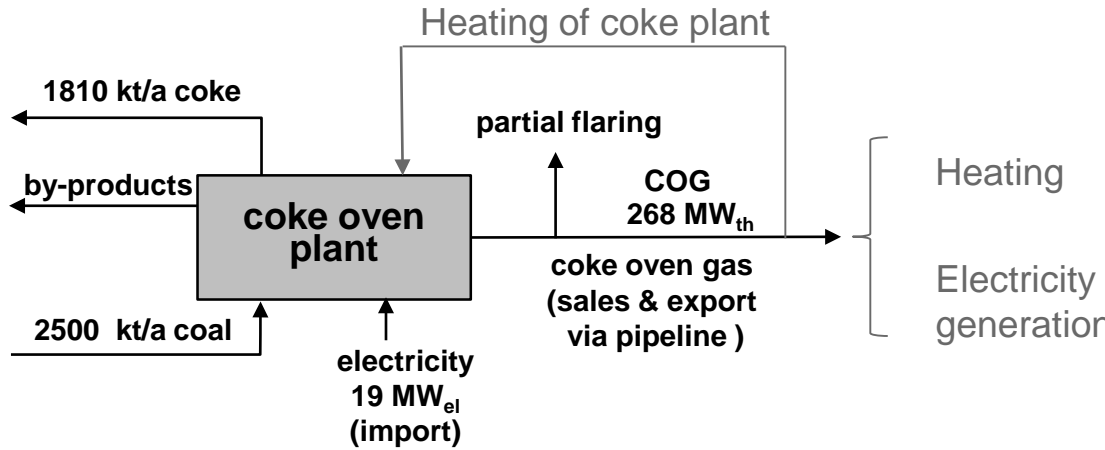 Heating of coke plant
1810 kt/a coke
partial flaring
by-products
COG
268 MWth
Heating
coke oven
plant
coke oven gas
(sales & export
via pipeline )
Electricity
generation
2500 kt/a coal
electricity
19 MWel
(import)